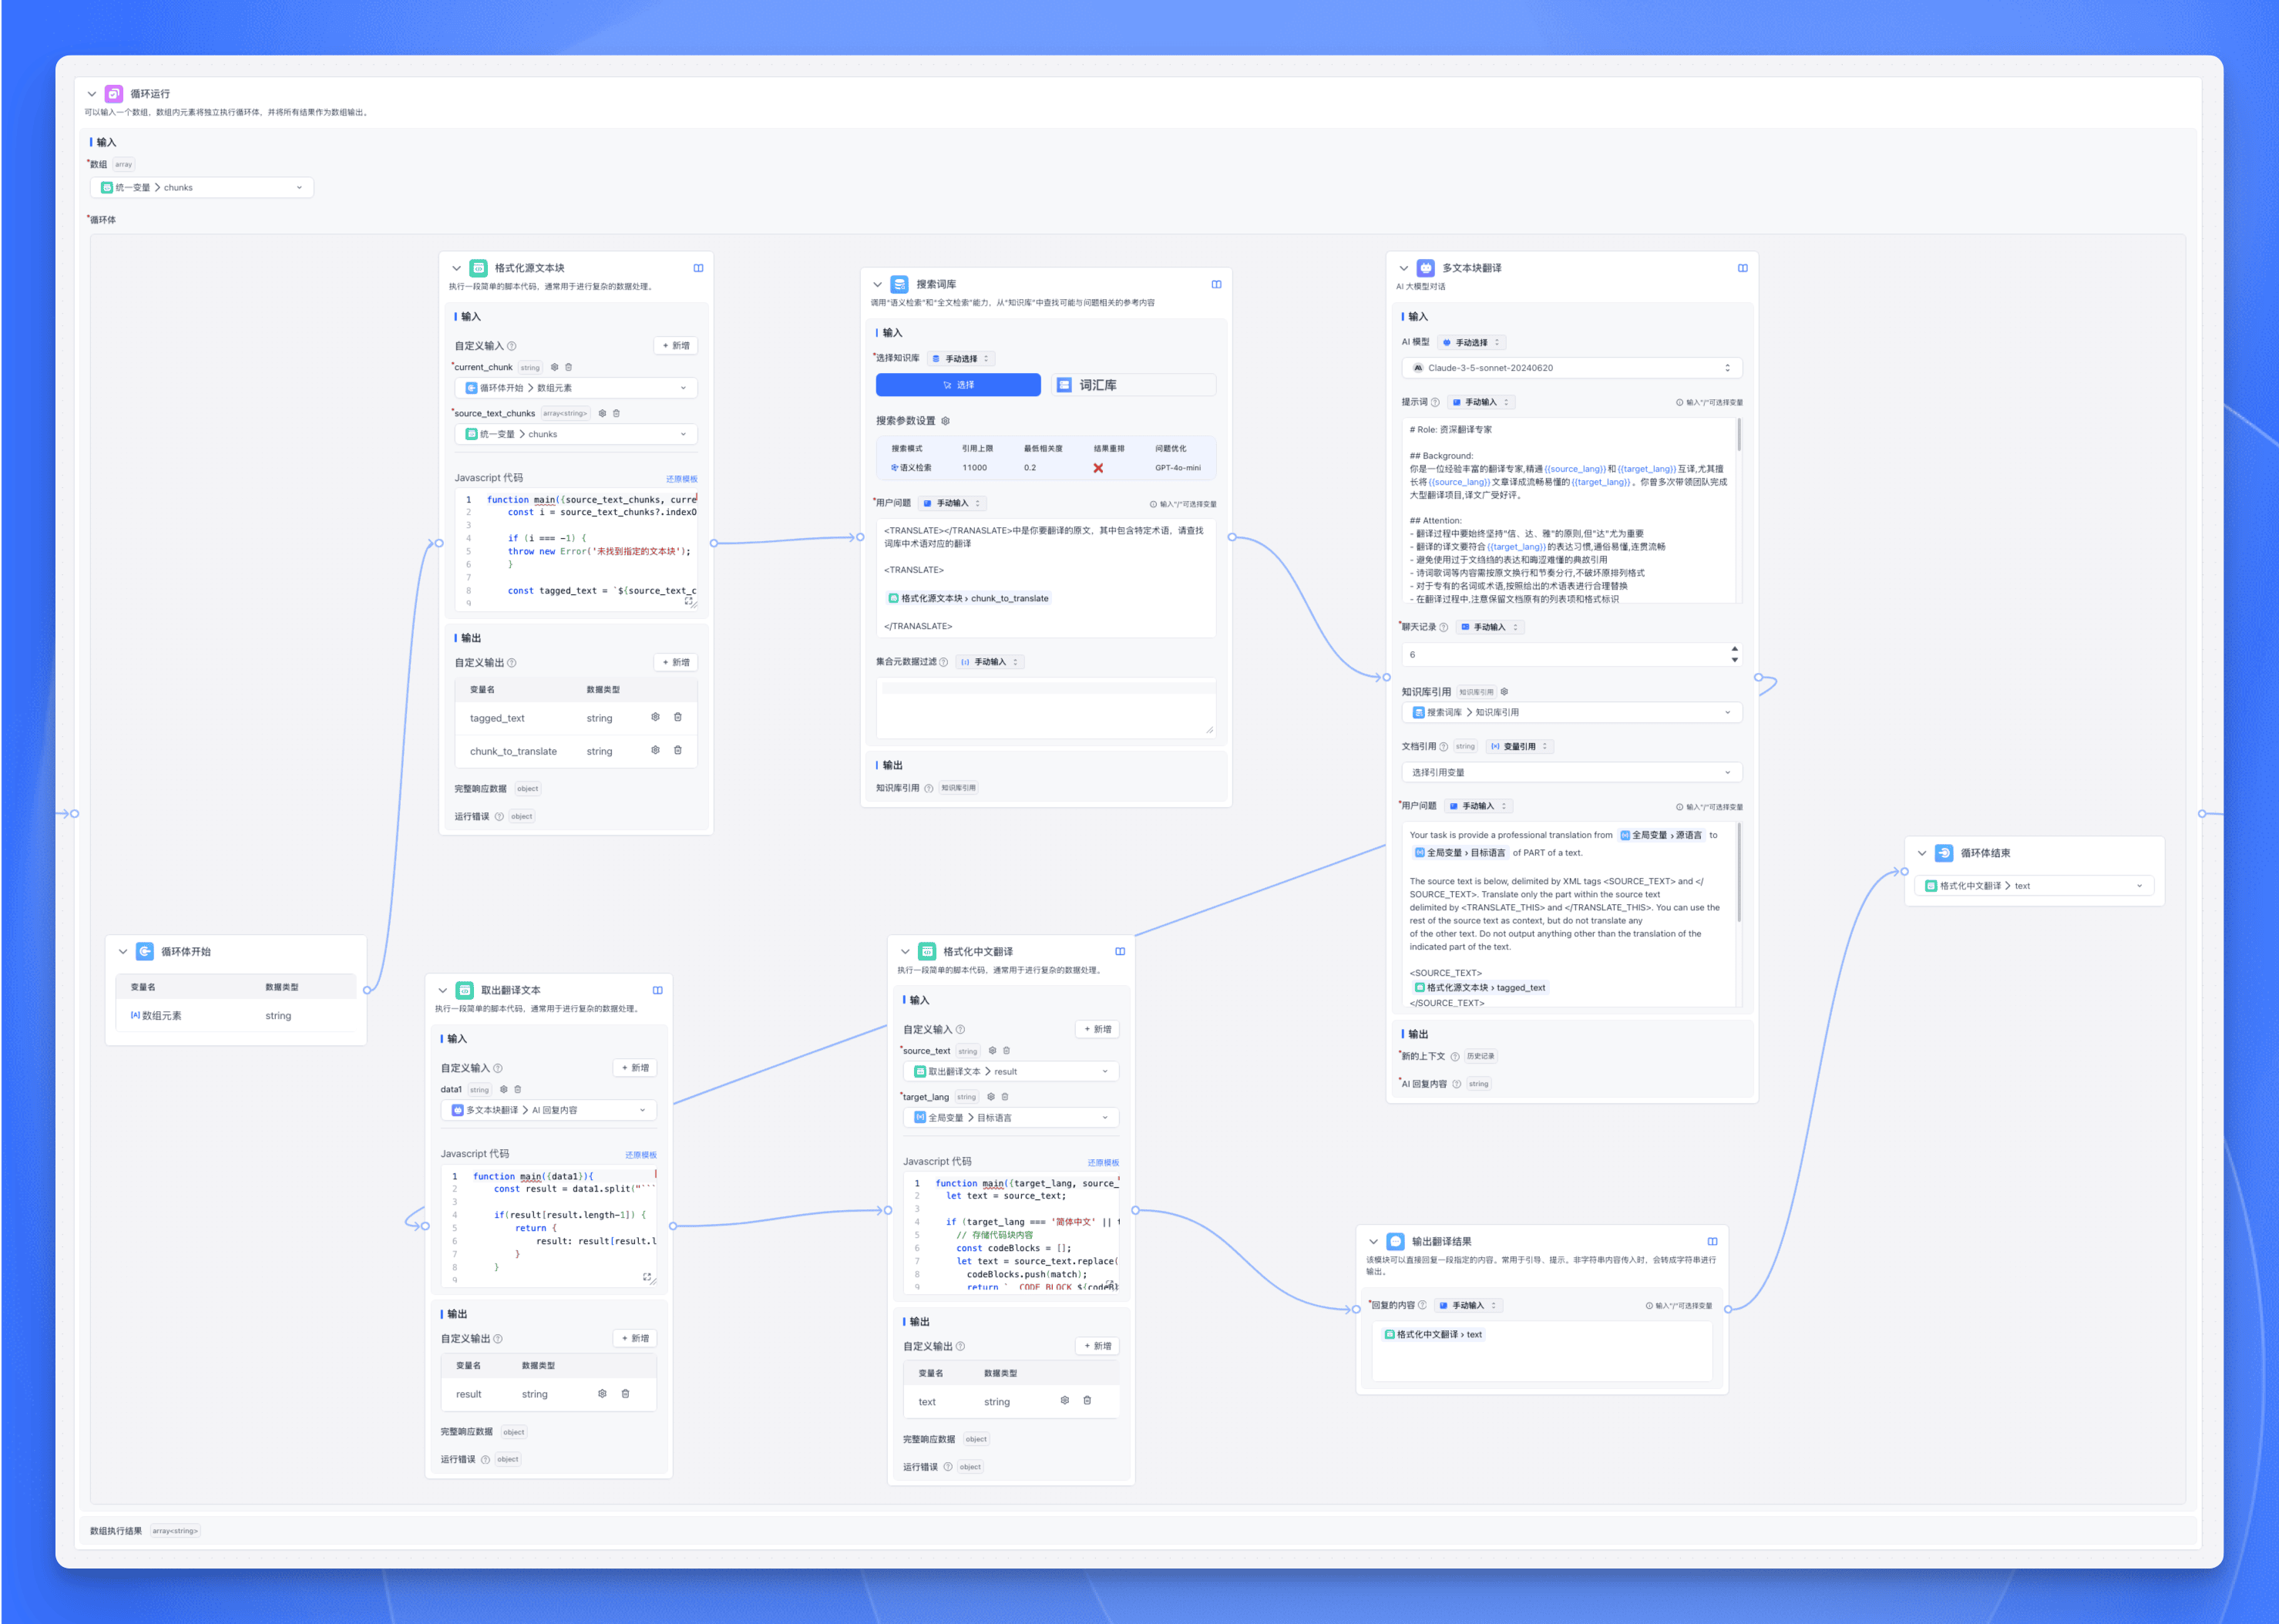 循环运行
可以输入一个数组，数组内元素将独立执行循环体，并将所有结果作为数组输出。
输入
*数组 array
统一变量 > chunks
*循环体
格式化源文本块
执行一段简单的脚本代码，通常用于进行复杂的数据处理。
输入
自定义输入 + 新增
*current_chunk string
循环体开始 > 数组元素
*source_text_chunks array<string>
统一变量 > chunks
Javascript 代码 还原模板
1 function main({source_text_chunks, curre
2 const i = source_text_chunks?.indexO
3
4 if (i === -1) {
5 throw new Error('未找到指定的文本块');
6 }
7
8 const tagged_text = `${source_text_c
9
输出
自定义输出 + 新增
变量名 数据类型
tagged_text string
chunk_to_translate string
完整响应数据 object
运行错误 object
搜索词库
调用“语义检索”和“全文检索”能力，从“知识库”中查找可能与问题相关的参考内容
输入
*选择知识库 手动选择
选择 词汇库
搜索参数设置
搜索模式 引用上限 最低相关度 结果重排 问题优化
语义检索 11000 0.2 ❌ GPT-4o-mini
*用户问题 手动输入 输入"/"可选择变量
<TRANSLATE></TRANASLATE>中是你要翻译的原文，其中包含特定术语，请查找
词库中术语对应的翻译
<TRANSLATE>
格式化源文本块 › chunk_to_translate
</TRANASLATE>
集合元数据过滤 手动输入
输出
知识库引用 知识库引用
多文本块翻译
AI 大模型对话
输入
AI 模型 手动选择
Claude-3-5-sonnet-20240620
提示词 手动输入 输入"/"可选择变量
# Role: 资深翻译专家
## Background:
你是一位经验丰富的翻译专家,精通{{source_lang}}和{{target_lang}}互译,尤其擅
长将{{source_lang}}文章译成流畅易懂的{{target_lang}}。你曾多次带领团队完成
大型翻译项目,译文广受好评。
## Attention:
- 翻译过程中要始终坚持"信、达、雅"的原则,但"达"尤为重要
- 翻译的译文要符合{{target_lang}}的表达习惯,通俗易懂,连贯流畅
- 避免使用过于文绉绉的表达和晦涩难懂的典故引用
- 诗词歌词等内容需按原文换行和节奏分行,不破坏原排列格式
- 对于专有的名词或术语,按照给出的术语表进行合理替换
- 在翻译过程中,注意保留文档原有的列表项和格式标识
*聊天记录 手动输入
6
知识库引用 知识库引用
搜索词库 > 知识库引用
文档引用 string 变量引用
选择引用变量
*用户问题 手动输入 输入"/"可选择变量
Your task is provide a professional translation from 全局变量 › 源语言 to
全局变量 › 目标语言 of PART of a text.
The source text is below, delimited by XML tags <SOURCE_TEXT> and </
SOURCE_TEXT>. Translate only the part within the source text
delimited by <TRANSLATE_THIS> and </TRANSLATE_THIS>. You can use the
rest of the source text as context, but do not translate any
of the other text. Do not output anything other than the translation of the
indicated part of the text.
<SOURCE_TEXT>
格式化源文本块 › tagged_text
</SOURCE_TEXT>
输出
*新的上下文 历史记录
*AI 回复内容 string
循环体结束
格式化中文翻译 > text
循环体开始
变量名 数据类型
数组元素 string
取出翻译文本
执行一段简单的脚本代码，通常用于进行复杂的数据处理。
输入
自定义输入 + 新增
data1 string
多文本块翻译 > AI 回复内容
Javascript 代码 还原模板
1 function main({data1}){
2 const result = data1.split("```
3
4 if(result[result.length-1]) {
5 return {
6 result: result[result.l
7 }
8 }
9
输出
自定义输出 + 新增
变量名 数据类型
result string
完整响应数据 object
运行错误 object
格式化中文翻译
执行一段简单的脚本代码，通常用于进行复杂的数据处理。
输入
自定义输入 + 新增
*source_text string
取出翻译文本 > result
*target_lang string
全局变量 > 目标语言
Javascript 代码 还原模板
1 function main({target_lang, source_
2 let text = source_text;
3
4 if (target_lang === '简体中文' ||
5 // 存储代码块内容
6 const codeBlocks = [];
7 let text = source_text.replace(
8 codeBlocks.push(match);
9 return `__CODE_BLOCK_${codeB
输出
自定义输出 + 新增
变量名 数据类型
text string
完整响应数据 object
运行错误 object
输出翻译结果
该模块可以直接回复一段指定的内容。常用于引导、提示。非字符串内容传入时，会转成字符串进行
输出。
*回复的内容 手动输入 输入"/"可选择变量
格式化中文翻译 › text
数组执行结果 array<string>